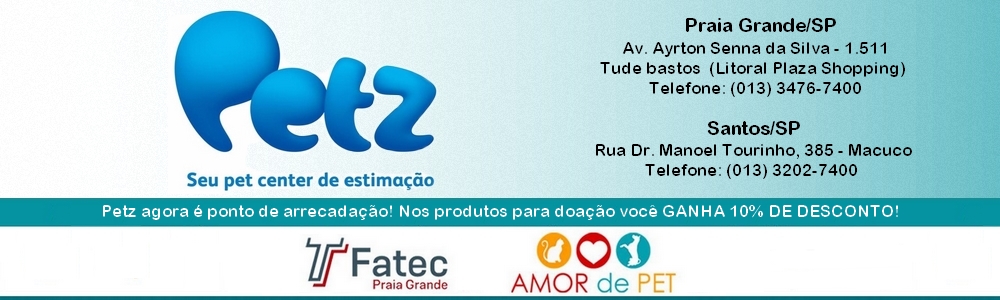 Petz
Seu pet center de estimação
Praia Grande/SP
Av. Ayrton Senna da Silva - 1.511
Tude bastos (Litoral Plaza Shopping)
Telefone: (013) 3476-7400
Santos/SP
Rua Dr. Manoel Tourinho, 385 - Macuco
Telefone: (013) 3202-7400
Petz agora é ponto de arrecadação! Nos produtos para doação você GANHA 10% DE DESCONTO!
Fatec
Praia Grande
AMOR de PET